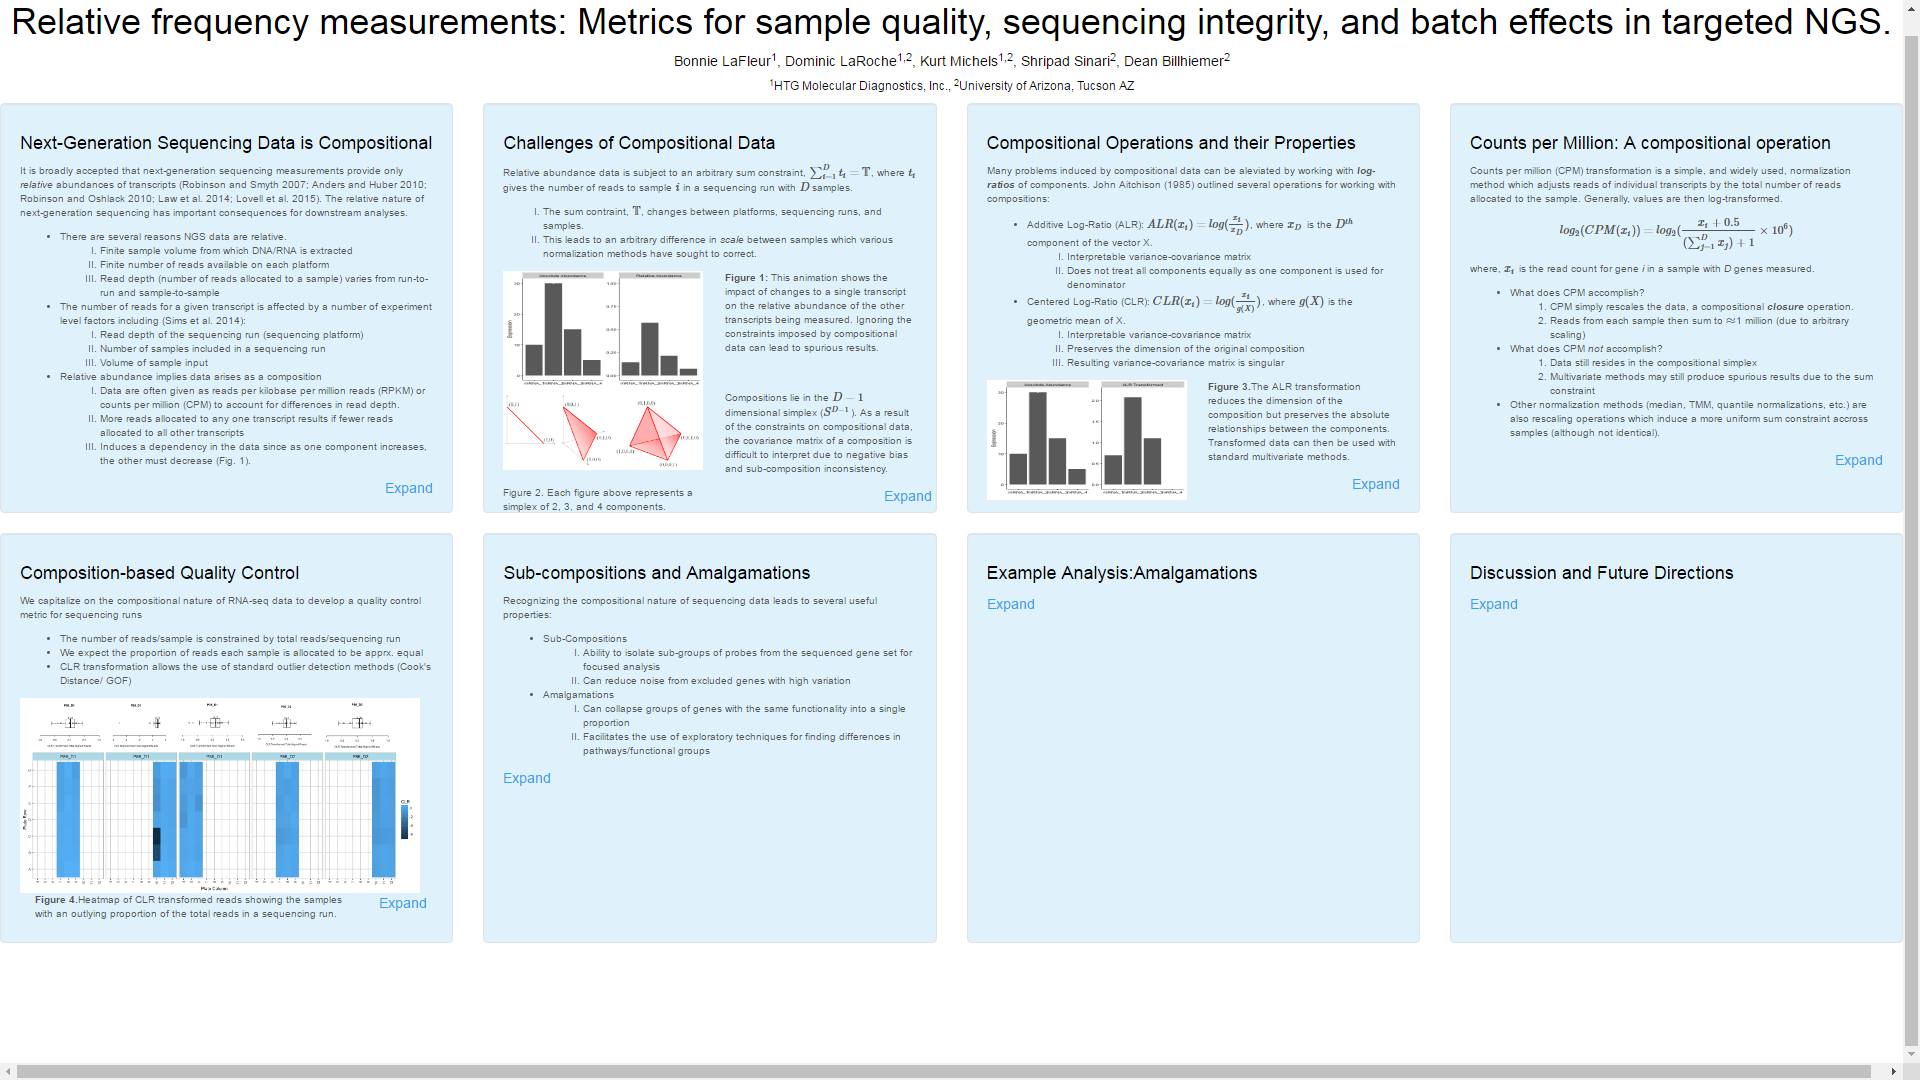 Relative frequency measurements: Metrics for sample quality, sequencing integrity, and batch effects in targeted NGS.
Bonnie LaFleur1, Dominic LaRoche1,2, Kurt Michels1,2, Shripad Sinari2, Dean Billhiemer2
1HTG Molecular Diagnostics, Inc., 2University of Arizona, Tucson AZ
Next-Generation Sequencing Data is Compositional
It is broadly accepted that next-generation sequencing measurements provide only
relative abundances of transcripts (Robinson and Smyth 2007; Anders and Huber 2010;
Robinson and Oshlack 2010; Law et al. 2014; Lovell et al. 2015). The relative nature of
next-generation sequencing has important consequences for downstream analyses.
• There are several reasons NGS data are relative.
I. Finite sample volume from which DNA/RNA is extracted
II. Finite number of reads available on each platform
III. Read depth (number of reads allocated to a sample) varies from run-to-
run and sample-to-sample
• The number of reads for a given transcript is affected by a number of experiment
level factors including (Sims et al. 2014):
I. Read depth of the sequencing run (sequencing platform)
II. Number of samples included in a sequencing run
III. Volume of sample input
• Relative abundance implies data arises as a composition
I. Data are often given as reads per kilobase per million reads (RPKM) or
counts per million (CPM) to account for differences in read depth.
II. More reads allocated to any one transcript results if fewer reads
allocated to all other transcripts
III. Induces a dependency in the data since as one component increases,
the other must decrease (Fig. 1).
Expand
Challenges of Compositional Data
Relative abundance data is subject to an arbitrary sum constraint, ∑_{i=1}^{D} t_i = 𝕋, where t_i
gives the number of reads to sample i in a sequencing run with D samples.
I. The sum contraint, 𝕋, changes between platforms, sequencing runs, and
samples.
II. This leads to an arbitrary difference in scale between samples which various
normalization methods have sought to correct.
Absolute Abundance
Relative Abundance
Expression
Figure 1: This animation shows the
impact of changes to a single transcript
on the relative abundance of the other
transcripts being measured. Ignoring the
constraints imposed by compositional
data can lead to spurious results.
Compositions lie in the D − 1
dimensional simplex (S^{D−1}). As a result
of the constraints on compositional data,
the covariance matrix of a composition is
difficult to interpret due to negative bias
and sub-composition inconsistency.
Figure 2. Each figure above represents a
simplex of 2, 3, and 4 components.
Expand
Compositional Operations and their Properties
Many problems induced by compositional data can be aleviated by working with log-
ratios of components. John Aitchison (1985) outlined several operations for working with
compositions:
• Additive Log-Ratio (ALR): ALR(x_i) = log(x_i/x_D), where x_D is the D^{th}
component of the vector X.
I. Interpretable variance-covariance matrix
II. Does not treat all components equally as one component is used for
denominator
• Centered Log-Ratio (CLR): CLR(x_i) = log(x_i/g(X)), where g(X) is the
geometric mean of X.
I. Interpretable variance-covariance matrix
II. Preserves the dimension of the original composition
III. Resulting variance-covariance matrix is singular
Absolute Abundance
ALR Transformed
Expression
Figure 3.The ALR transformation
reduces the dimension of the
composition but preserves the absolute
relationships between the components.
Transformed data can then be used with
standard multivariate methods.
Expand
Counts per Million: A compositional operation
Counts per million (CPM) transformation is a simple, and widely used, normalization
method which adjusts reads of individual transcripts by the total number of reads
allocated to the sample. Generally, values are then log-transformed.
log_2(CPM(x_i)) = log_2((x_i + 0.5)/((∑_{j=1}^{D} x_j) + 1) × 10^6)
where, x_i is the read count for gene i in a sample with D genes measured.
• What does CPM accomplish?
1. CPM simply rescales the data, a compositional closure operation.
2. Reads from each sample then sum to ≈1 million (due to arbitrary
scaling)
• What does CPM not accomplish?
1. Data still resides in the compositional simplex
2. Multivariate methods may still produce spurious results due to the sum
constraint
• Other normalization methods (median, TMM, quantile normalizations, etc.) are
also rescaling operations which induce a more uniform sum constraint accross
samples (although not identical).
Expand
Composition-based Quality Control
We capitalize on the compositional nature of RNA-seq data to develop a quality control
metric for sequencing runs
• The number of reads/sample is constrained by total reads/sequencing run
• We expect the proportion of reads each sample is allocated to be apprx. equal
• CLR transformation allows the use of standard outlier detection methods (Cook's
Distance/ GOF)
CLR
Plate Row
Plate Column
Figure 4.Heatmap of CLR transformed reads showing the samples
with an outlying proportion of the total reads in a sequencing run.
Expand
Sub-compositions and Amalgamations
Recognizing the compositional nature of sequencing data leads to several useful
properties:
• Sub-Compositions
I. Ability to isolate sub-groups of probes from the sequenced gene set for
focused analysis
II. Can reduce noise from excluded genes with high variation
• Amalgamations
I. Can collapse groups of genes with the same functionality into a single
proportion
II. Facilitates the use of exploratory techniques for finding differences in
pathways/functional groups
Expand
Example Analysis:Amalgamations
Expand
Discussion and Future Directions
Expand